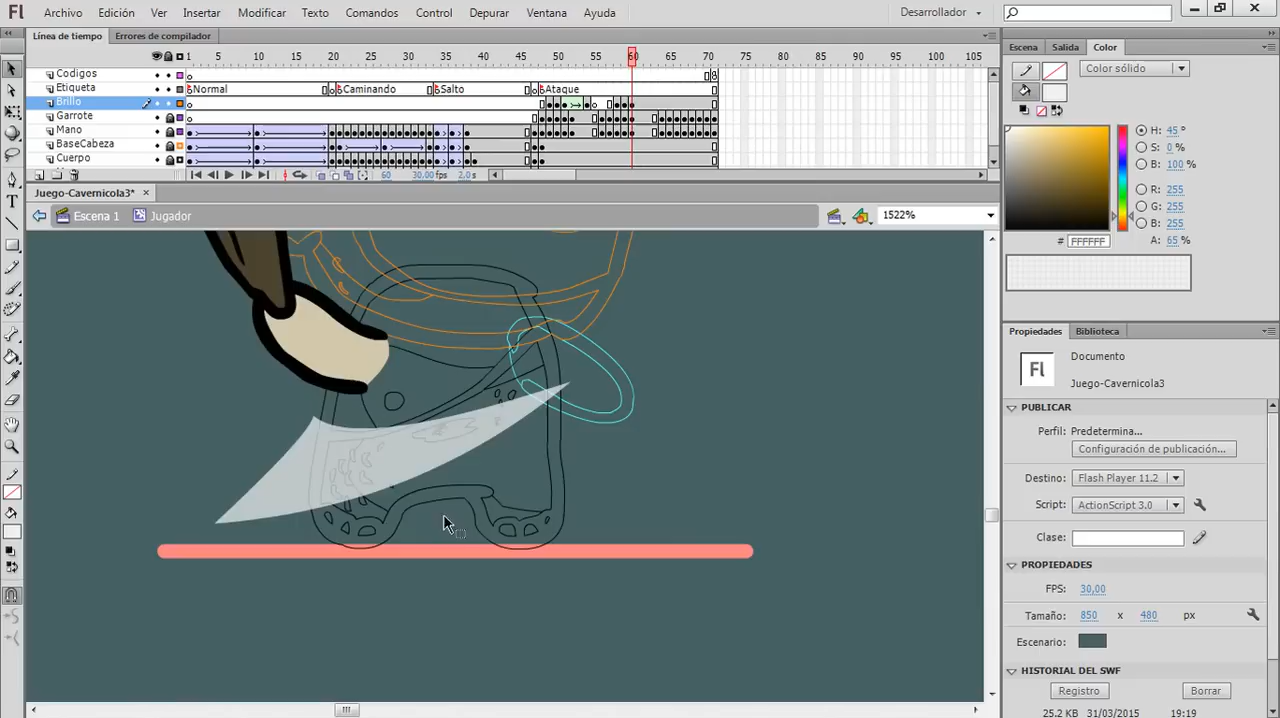 Fl Archivo Edición Ver Insertar Modificar Texto Comandos Control Depurar Ventana Ayuda Desarrollador
Línea de tiempo Errores de compilador
1 5 10 15 20 25 30 35 40 45 50 55 60 65 70 75 80 85 90 95 100 105
Codigos
Etiqueta Normal Caminando Salto Ataque
Brillo
Garrote
Mano
BaseCabeza
Cuerpo
60 30,00 fps 2,0 s
Juego-Cavernicola3* ×
Escena 1 Jugador 1522%
Escena Salida Color
Color sólido
H: 45 °
S: 0 %
B: 100 %
R: 255
G: 255
B: 255
# FFFFFF A: 65 %
Propiedades Biblioteca
Fl Documento
Juego-Cavernicola3
PUBLICAR
Perfil: Predetermina...
Configuración de publicación...
Destino: Flash Player 11.2
Script: ActionScript 3.0
Clase:
PROPIEDADES
FPS: 30,00
Tamaño: 850 x 480 px
Escenario:
HISTORIAL DEL SWF
Registro Borrar
25.2 KB 31/03/2015 19:19